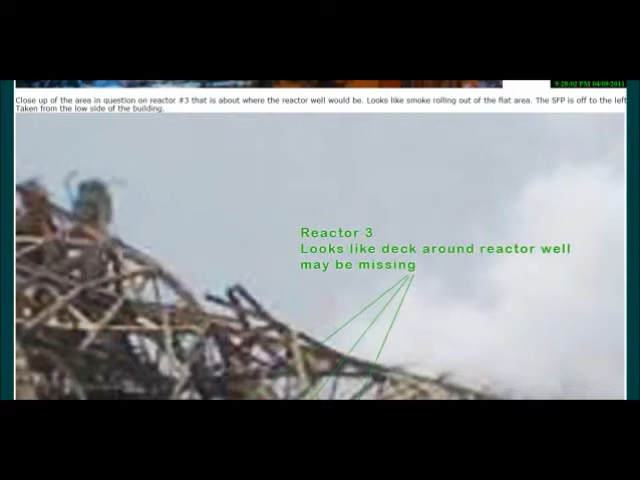 9:28:02 PM 04/09/2011
Close up of the area in question on reactor #3 that is about where the reactor well would be. Looks like smoke rolling out of the flat area. The SFP is off to the left
Taken from the low side of the building.
Reactor 3
Looks like deck around reactor well
may be missing